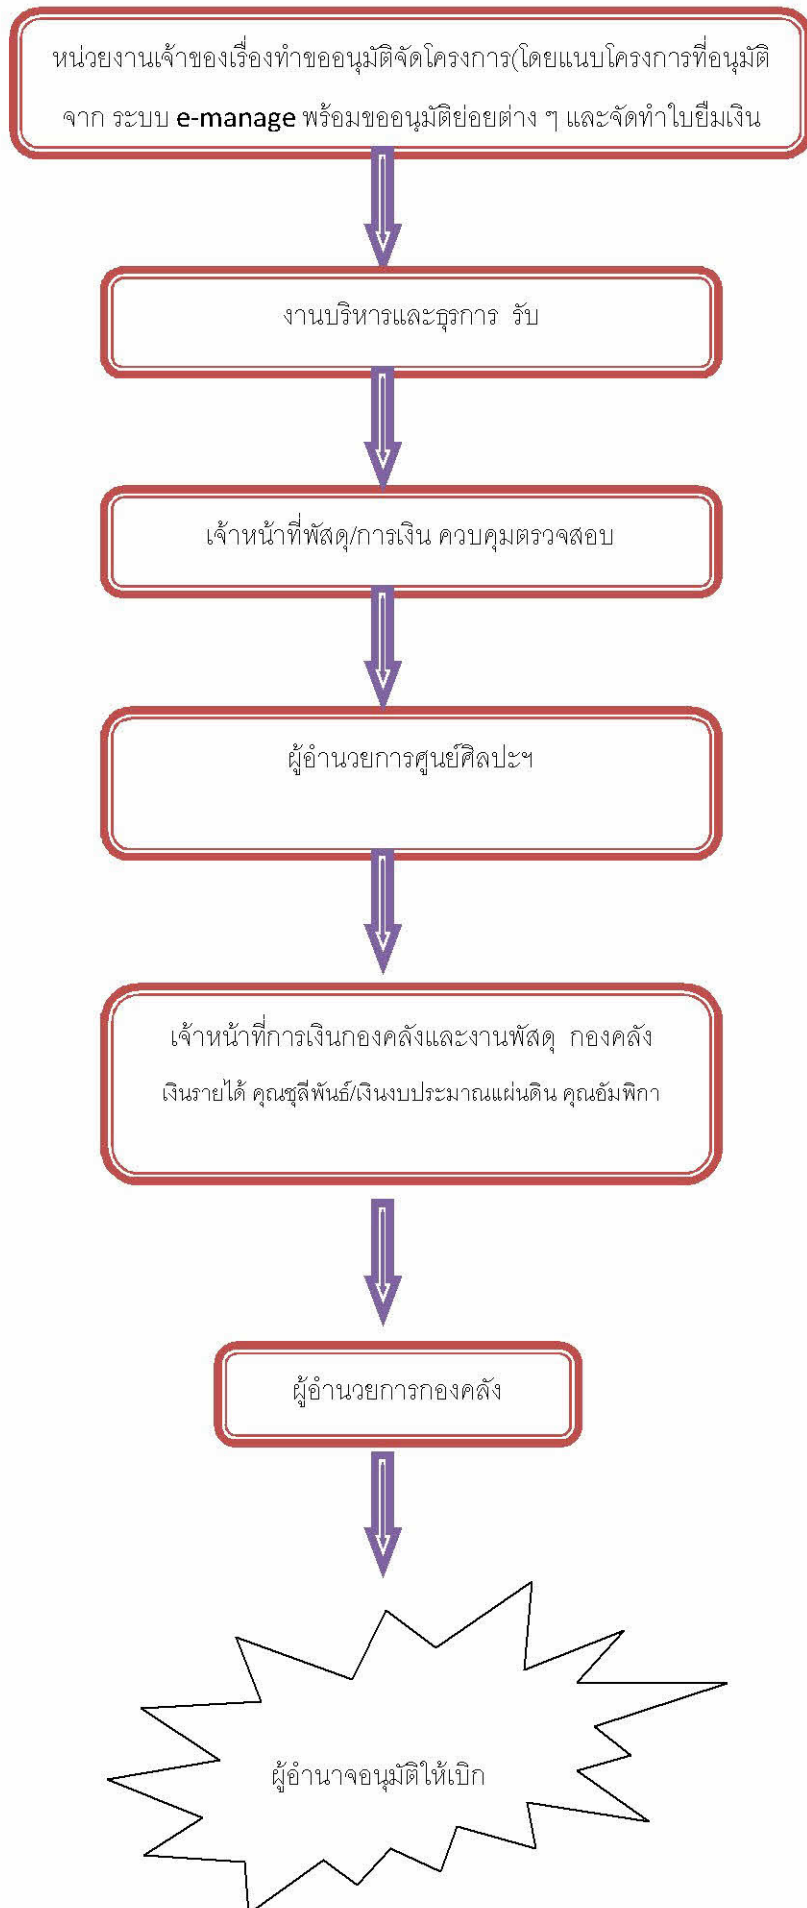 หน่วยงานเจ้าของเรื่องทำขออนุมัติจัดโครงการ(โดยแนบโครงการที่อนุมัติ
จาก ระบบ e-manage พร้อมขออนุมัติย่อยต่าง ๆ และจัดทำใบยืมเงิน
งานบริหารและธุรการ รับ
เจ้าหน้าที่พัสดุ/การเงิน ควบคุมตรวจสอบ
ผู้อำนวยการศูนย์ศิลปะฯ
เจ้าหน้าที่การเงินกองคลังและงานพัสดุ กองคลัง
เงินรายได้ คุณชุลีพันธ์/เงินงบประมาณแผ่นดิน คุณอัมพิกา
ผู้อำนวยการกองคลัง
ผู้อำนาจอนุมัติให้เบิก